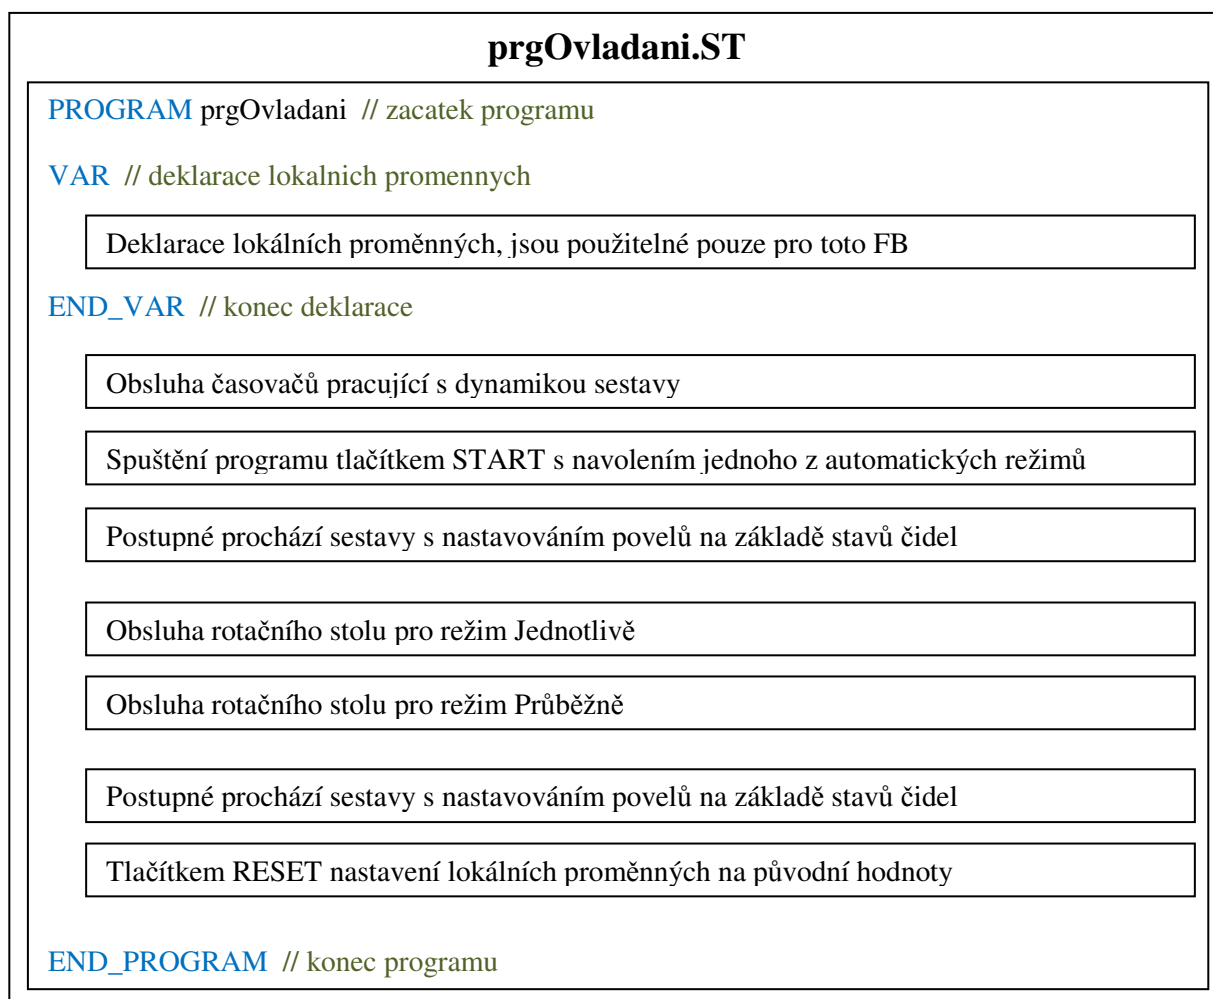 prgOvladani.ST
PROGRAM prgOvladani // zacatek programu
VAR // deklarace lokalnich promennych
Deklarace lokálních proměnných, jsou použitelné pouze pro toto FB
END_VAR // konec deklarace
Obsluha časovačů pracující s dynamikou sestavy
Spuštění programu tlačítkem START s navolením jednoho z automatických režimů
Postupné prochází sestavy s nastavováním povelů na základě stavů čidel
Obsluha rotačního stolu pro režim Jednotlivě
Obsluha rotačního stolu pro režim Průběžně
Postupné prochází sestavy s nastavováním povelů na základě stavů čidel
Tlačítkem RESET nastavení lokálních proměnných na původní hodnoty
END_PROGRAM // konec programu